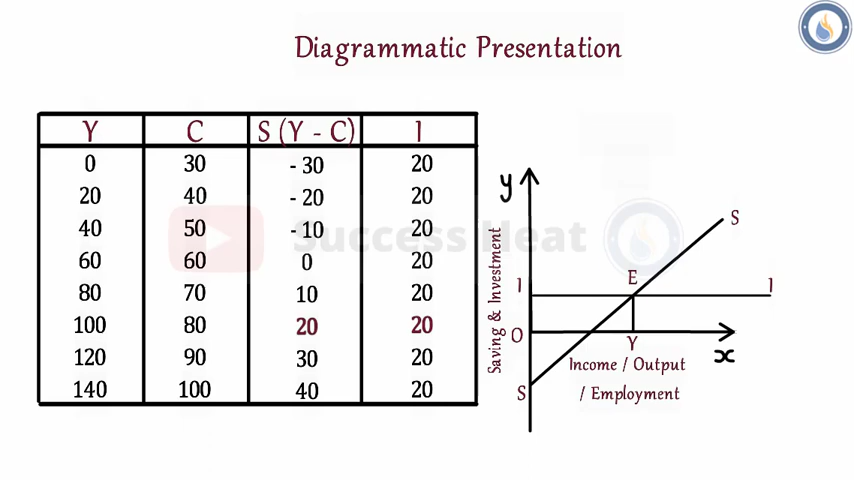 Diagrammatic Presentation
Y C S (Y - C) I
0 30 - 30 20
20 40 - 20 20
40 50 - 10 20
60 60 0 20
80 70 10 20
100 80 20 20
120 90 30 20
140 100 40 20
Success Heat
y
Saving & Investment
S
E
I I
O
Y
x
Income / Output
/ Employment
S